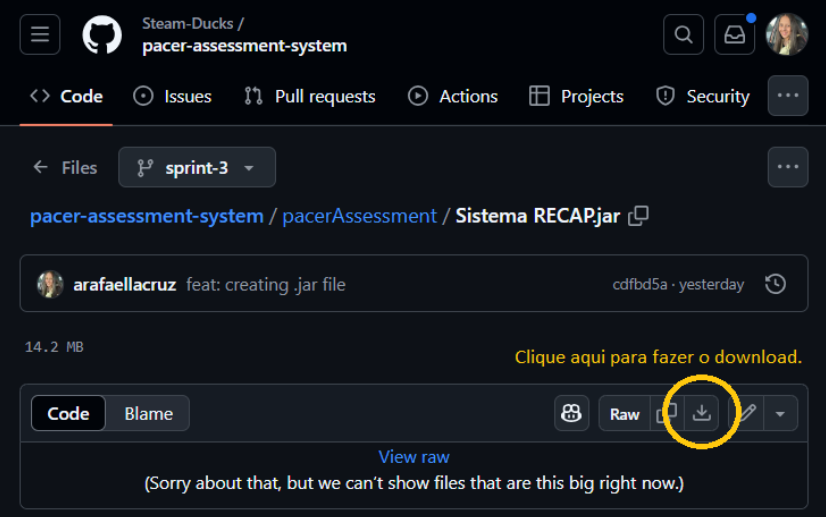 Steam-Ducks /
pacer-assessment-system
Code Issues Pull requests Actions Projects Security
Files sprint-3
pacer-assessment-system / pacerAssessment / Sistema RECAP.jar
arafaellacruz feat: creating .jar file cdfbd5a · yesterday
14.2 MB
Clique aqui para fazer o download.
Code Blame Raw
View raw
(Sorry about that, but we can't show files that are this big right now.)